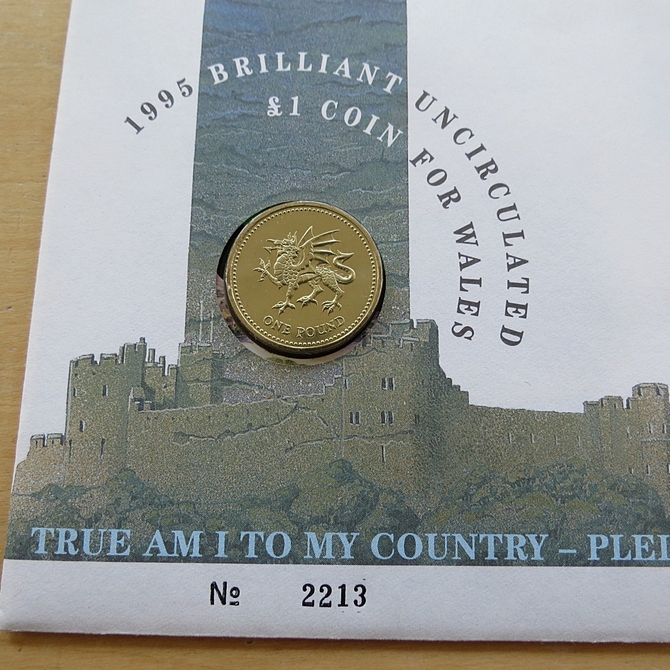 1995 BRILLIANT UNCIRCULATED
£1 COIN FOR WALES
ONE POUND
TRUE AM I TO MY COUNTRY – PLEI
Nº 2213